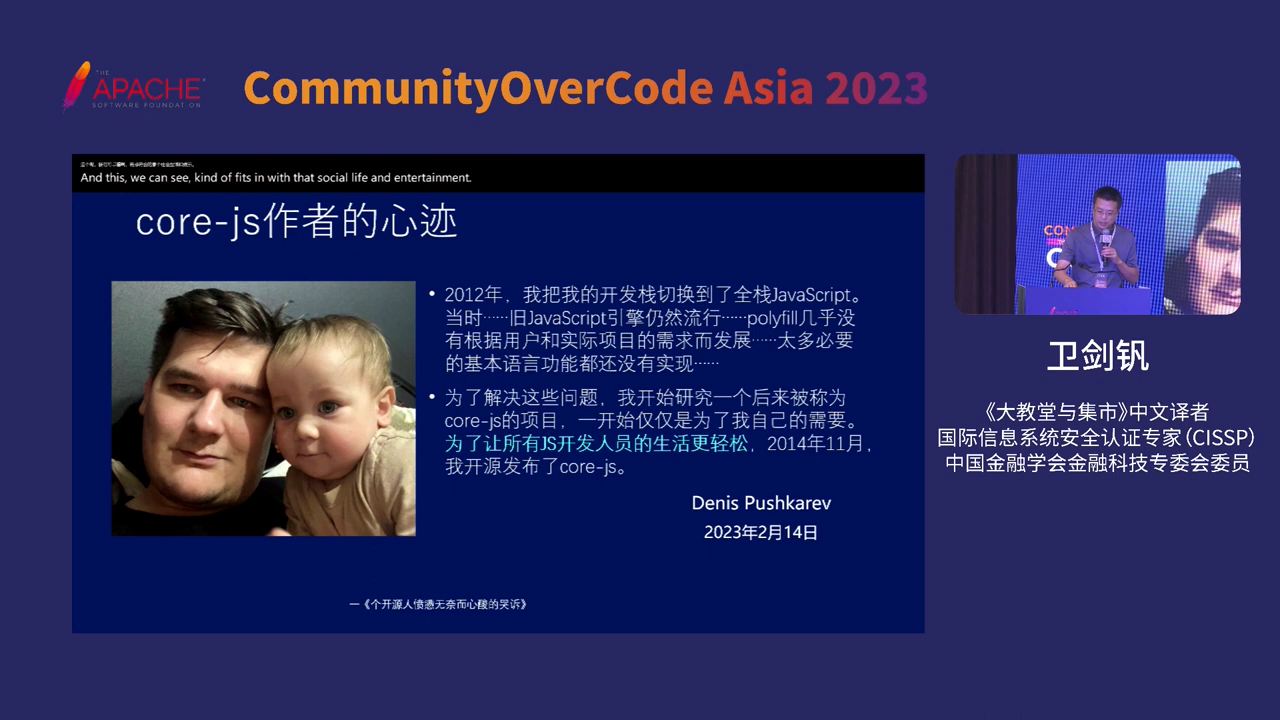 THE
APACHE
SOFTWARE FOUNDATION
CommunityOverCode Asia 2023
And this, we can see, kind of fits in with that social life and entertainment.
core-js作者的心迹
• 2012年，我把我的开发栈切换到了全栈JavaScript。
当时……旧JavaScript引擎仍然流行……polyfill几乎没
有根据用户和实际项目的需求而发展……太多必要
的基本语言功能都还没有实现……
• 为了解决这些问题，我开始研究一个后来被称为
core-js的项目，一开始仅仅是为了我自己的需要。
为了让所有JS开发人员的生活更轻松，2014年11月，
我开源发布了core-js。
Denis Pushkarev
2023年2月14日
一《个开源人愤懑无奈而心酸的哭诉》
卫剑钒
《大教堂与集市》中文译者
国际信息系统安全认证专家（CISSP）
中国金融学会金融科技专委会委员